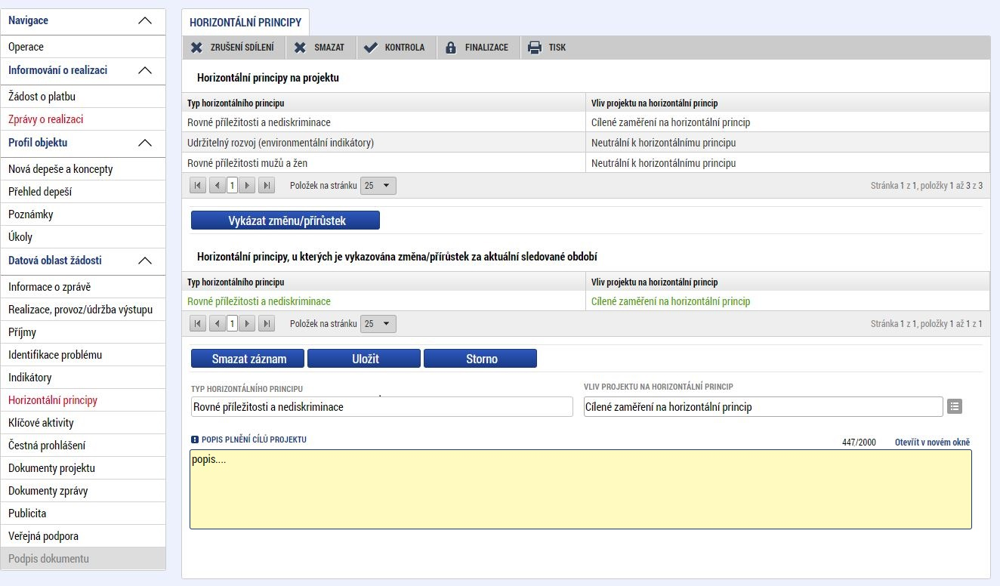 Navigace
Operace
Informování o realizaci
Žádost o platbu
Zprávy o realizaci
Profil objektu
Nová depeše a koncepty
Přehled depeší
Poznámky
Úkoly
Datová oblast žádosti
Informace o zprávě
Realizace, provoz/údržba výstupu
Příjmy
Identifikace problému
Indikátory
Horizontální principy
Klíčové aktivity
Čestná prohlášení
Dokumenty projektu
Dokumenty zprávy
Publicita
Veřejná podpora
Podpis dokumentu
HORIZONTÁLNÍ PRINCIPY
ZRUŠENÍ SDÍLENÍ SMAZAT KONTROLA FINALIZACE TISK
Horizontální principy na projektu
Typ horizontálního principu Vliv projektu na horizontální princip
Rovné příležitosti a nediskriminace Cílené zaměření na horizontální princip
Udržitelný rozvoj (environmentální indikátory) Neutrální k horizontálnímu principu
Rovné příležitosti mužů a žen Neutrální k horizontálnímu principu
1 Položek na stránku 25 Stránka 1 z 1, položky 1 až 3 z 3
Vykázat změnu/přírůstek
Horizontální principy, u kterých je vykazována změna/přírůstek za aktuální sledované období
Typ horizontálního principu Vliv projektu na horizontální princip
Rovné příležitosti a nediskriminace Cílené zaměření na horizontální princip
1 Položek na stránku 25 Stránka 1 z 1, položky 1 až 1 z 1
Smazat záznam Uložit Storno
TYP HORIZONTÁLNÍHO PRINCIPU VLIV PROJEKTU NA HORIZONTÁLNÍ PRINCIP
Rovné příležitosti a nediskriminace Cílené zaměření na horizontální princip
POPIS PLNĚNÍ CÍLŮ PROJEKTU 447/2000 Otevřít v novém okně
popis....